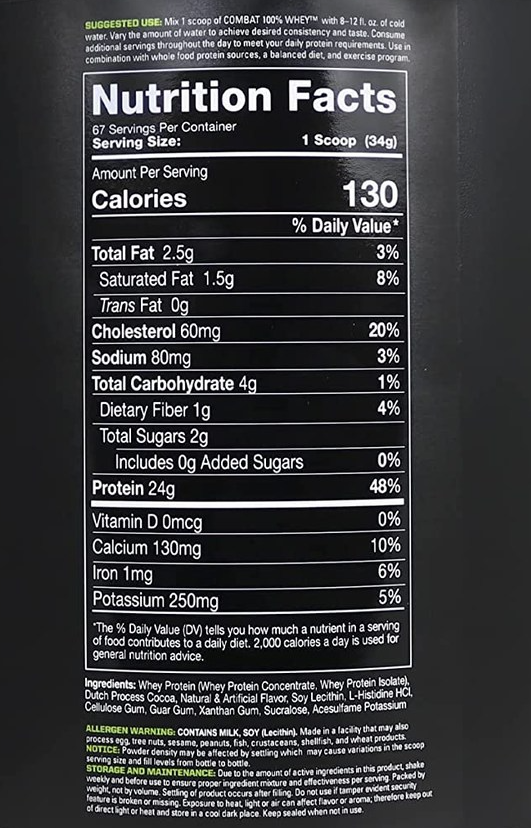 SUGGESTED USE: Mix 1 scoop of COMBAT 100% WHEY™ with 8–12 fl. oz. of cold
water. Vary the amount of water to achieve desired consistency and taste. Consume
additional servings throughout the day to meet your daily protein requirements. Use in
combination with whole food protein sources, a balanced diet, and exercise program.
Nutrition Facts
67 Servings Per Container
Serving Size: 1 Scoop (34g)
Amount Per Serving
Calories 130
% Daily Value*
Total Fat 2.5g 3%
Saturated Fat 1.5g 8%
Trans Fat 0g
Cholesterol 60mg 20%
Sodium 80mg 3%
Total Carbohydrate 4g 1%
Dietary Fiber 1g 4%
Total Sugars 2g
Includes 0g Added Sugars 0%
Protein 24g 48%
Vitamin D 0mcg 0%
Calcium 130mg 10%
Iron 1mg 6%
Potassium 250mg 5%
*The % Daily Value (DV) tells you how much a nutrient in a serving
of food contributes to a daily diet. 2,000 calories a day is used for
general nutrition advice.
Ingredients: Whey Protein (Whey Protein Concentrate, Whey Protein Isolate),
Dutch Process Cocoa, Natural & Artificial Flavor, Soy Lecithin, L-Histidine HCl,
Cellulose Gum, Guar Gum, Xanthan Gum, Sucralose, Acesulfame Potassium
ALLERGEN WARNING: CONTAINS MILK, SOY (Lecithin). Made in a facility that may also
process egg, tree nuts, sesame, peanuts, fish, crustaceans, shellfish, and wheat products.
NOTICE: Powder density may be affected by settling which may cause variations in the scoop
serving size and fill levels from bottle to bottle.
STORAGE AND MAINTENANCE: Due to the amount of active ingredients in this product, shake
weekly and before use to ensure proper ingredient mixture and effectiveness per serving. Packed by
weight, not by volume. Settling of product occurs after filling. Do not use if tamper evident security
feature is broken or missing. Exposure to heat, light or air can affect flavor or aroma; therefore keep out
of direct light or heat and store in a cool dark place. Keep sealed when not in use.